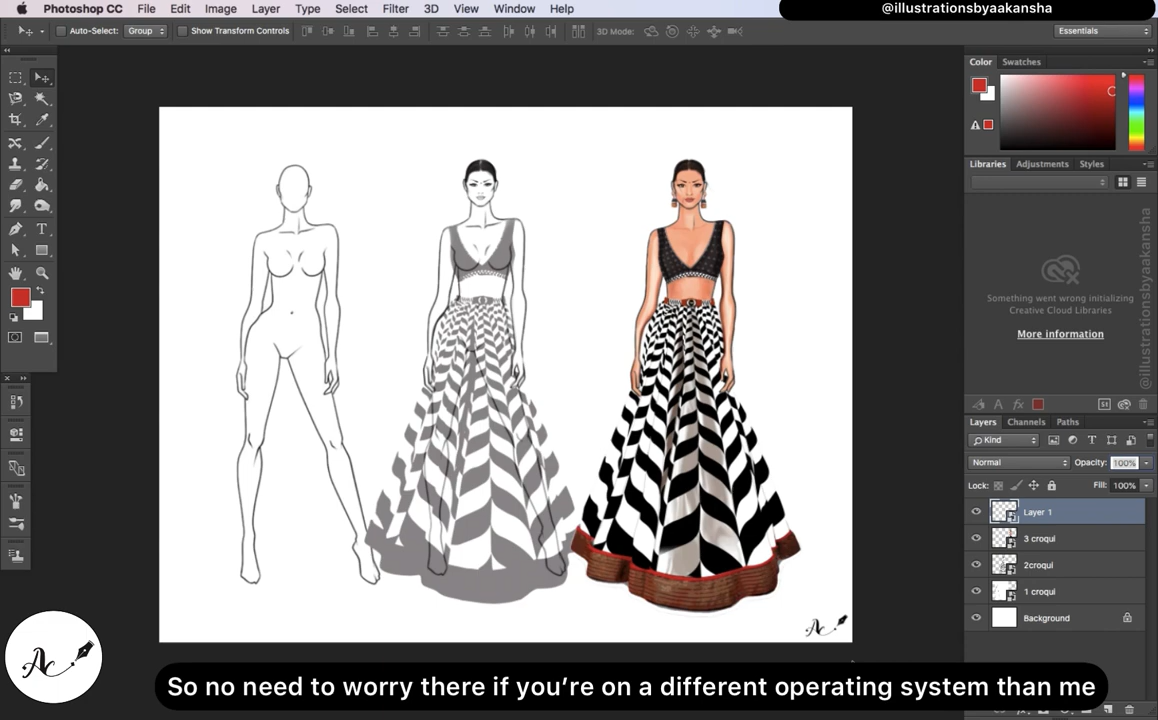 Photoshop CC File Edit Image Layer Type Select Filter 3D View Window Help
@illustrationsbyaakansha
Auto-Select: Group Show Transform Controls 3D Mode: Essentials
Color Swatches
Libraries Adjustments Styles
Something went wrong initializing
Creative Cloud Libraries
More information
@illustrationsbyaakansha
Layers Channels Paths
Kind
Normal Opacity: 100%
Lock: Fill: 100%
Layer 1
3 croqui
2croqui
1 croqui
Background
Ac
Ac
So no need to worry there if you’re on a different operating system than me